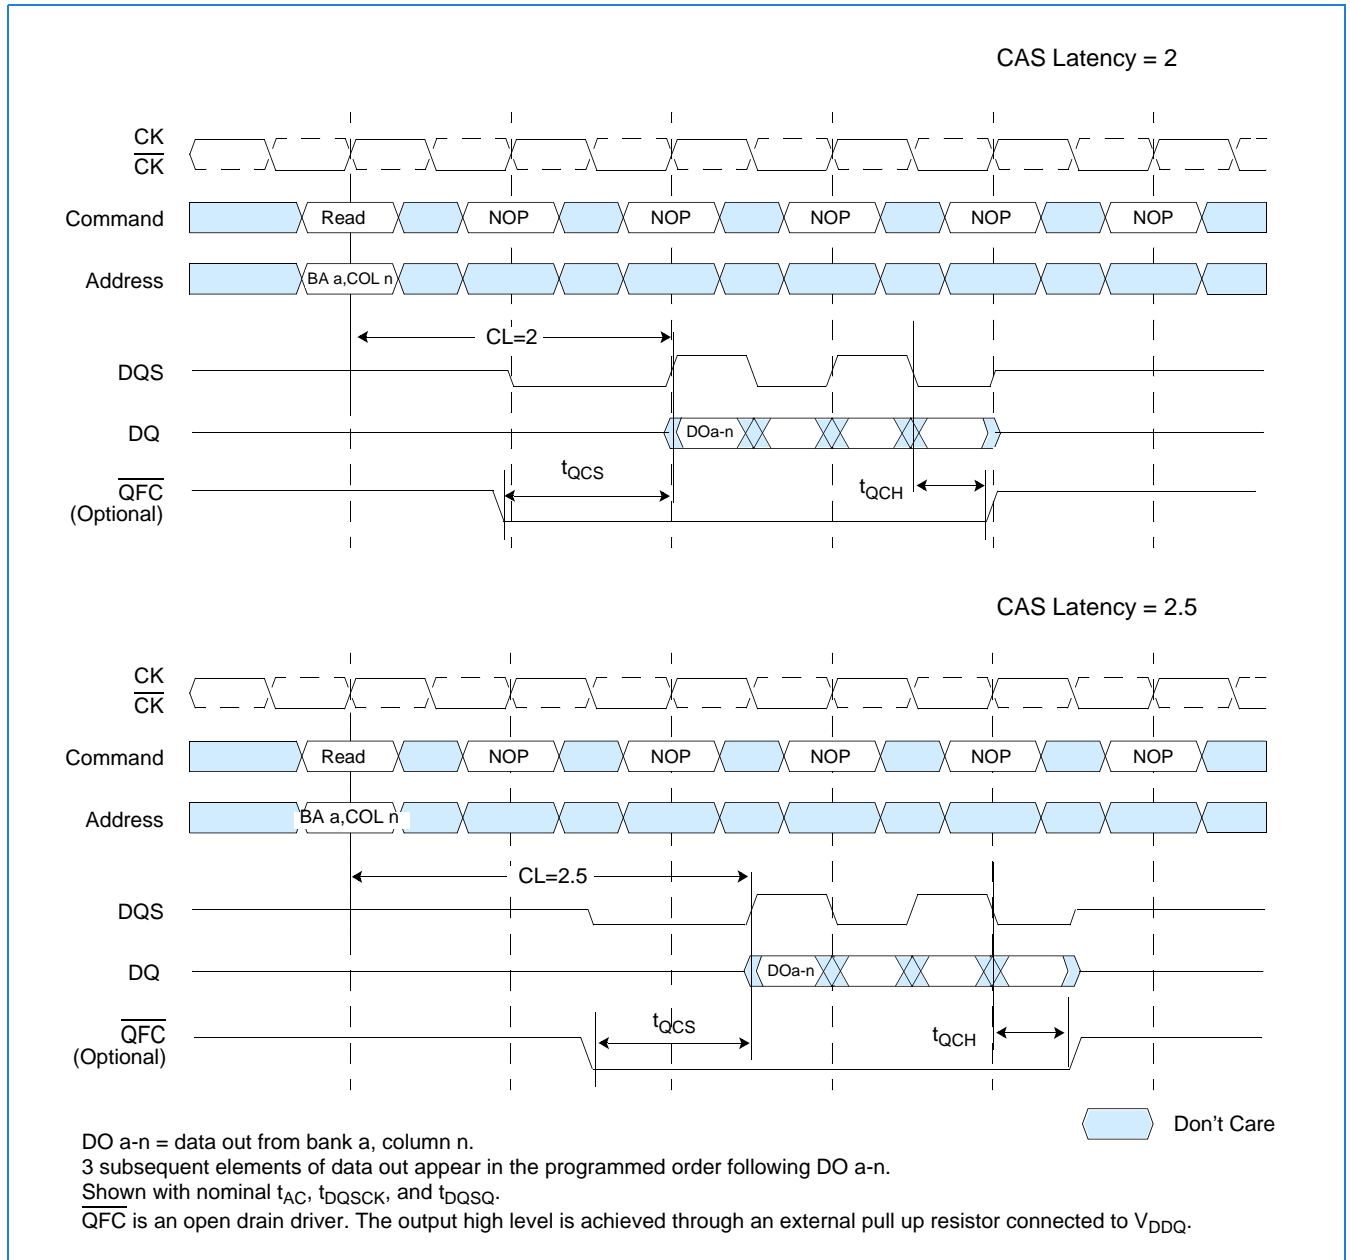 CAS Latency = 2
CK
CK
Command Read NOP NOP NOP NOP NOP
Address BA a,COL n
CL=2
DQS
DQ DOa-n
tQCS
tQCH
QFC
(Optional)
CAS Latency = 2.5
CK
CK
Command Read NOP NOP NOP NOP NOP
Address BA a,COL n
CL=2.5
DQS
DQ DOa-n
tQCS
tQCH
QFC
(Optional)
Don't Care
DO a-n = data out from bank a, column n.
3 subsequent elements of data out appear in the programmed order following DO a-n.
Shown with nominal tAC, tDQSCK, and tDQSQ.
QFC is an open drain driver. The output high level is achieved through an external pull up resistor connected to VDDQ.